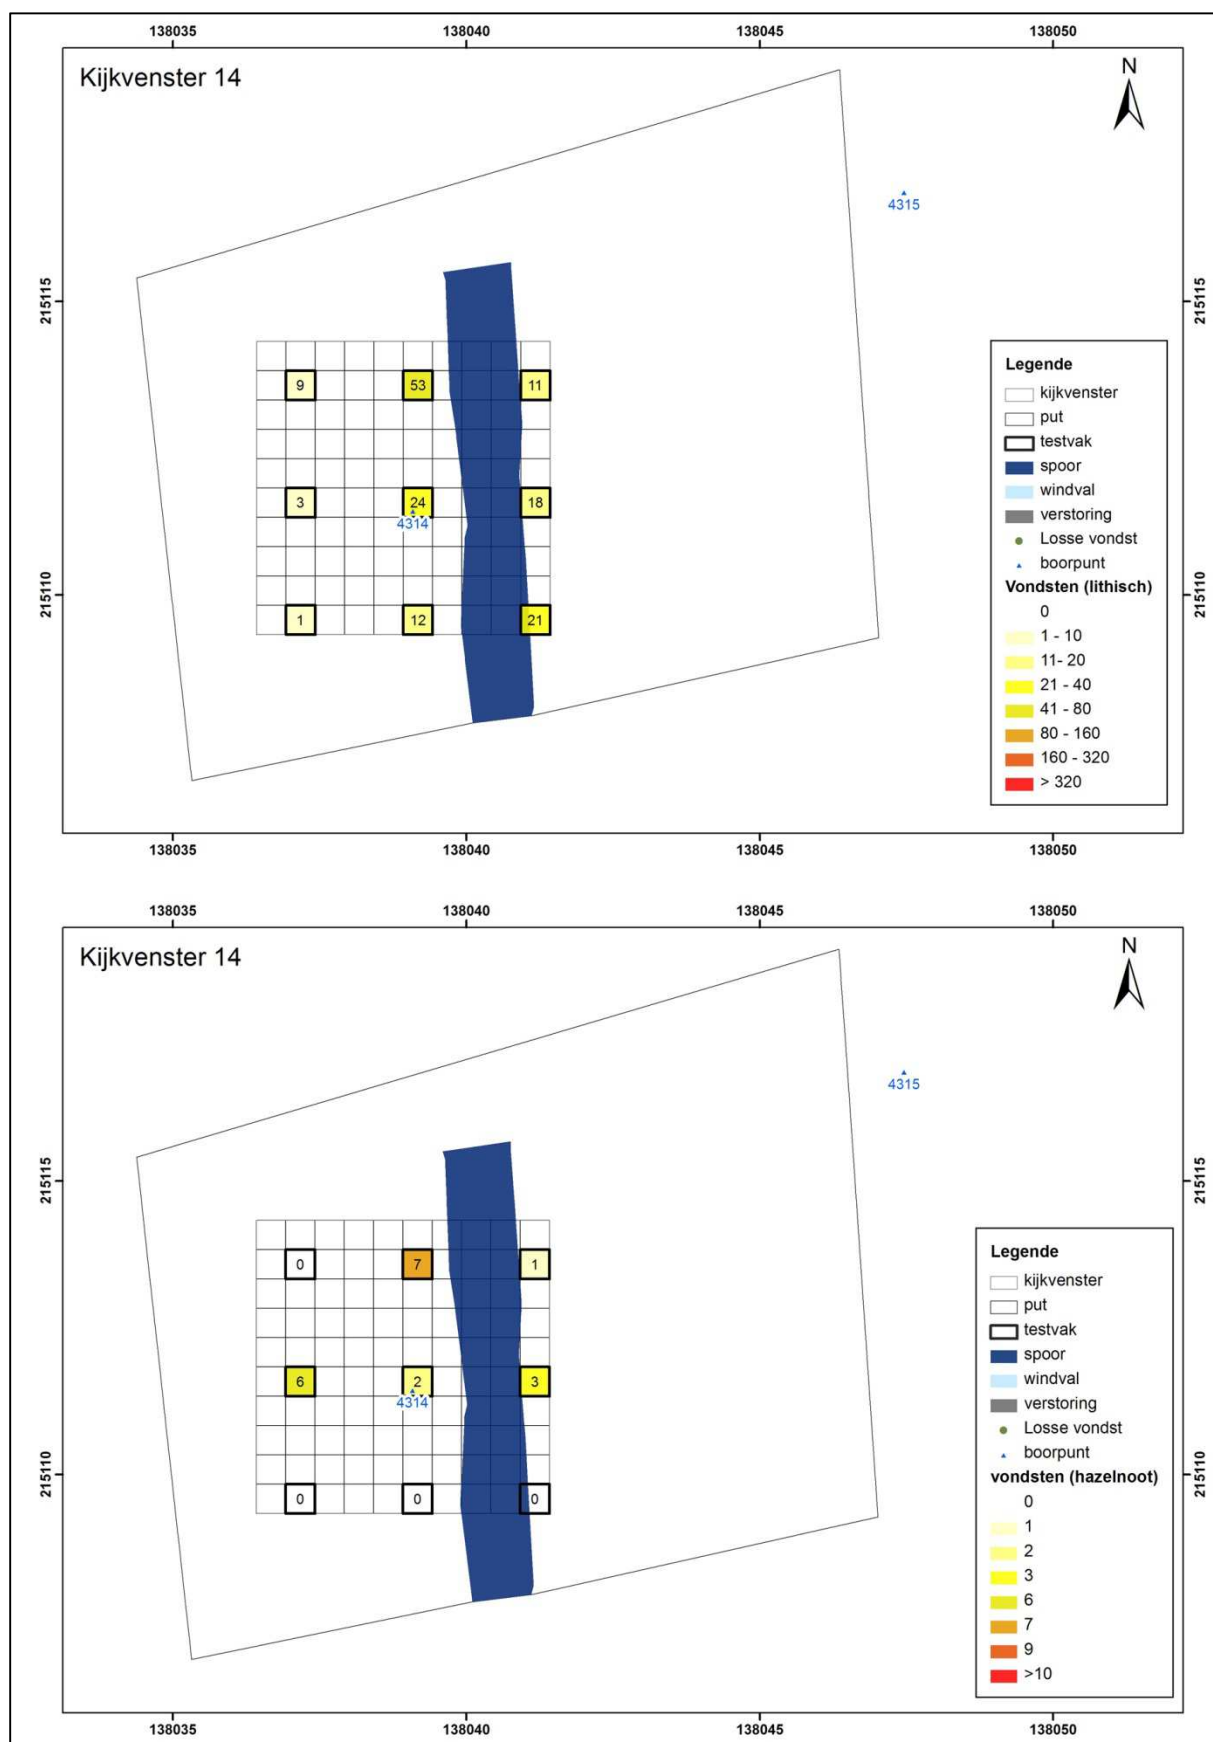 138035 138040 138045 138050
Kijkvenster 14
N
4315
215115 215115
9 53 11
3 24 18
4314
215110 215110
1 12 21
Legende
kijkvenster
put
testvak
spoor
windval
verstoring
Losse vondst
boorpunt
Vondsten (lithisch)
0
1 - 10
11- 20
21 - 40
41 - 80
80 - 160
160 - 320
> 320
138035 138040 138045 138050
138035 138040 138045 138050
Kijkvenster 14
N
4315
215115 215115
0 7 1
6 2 3
4314
215110 215110
0 0 0
Legende
kijkvenster
put
testvak
spoor
windval
verstoring
Losse vondst
boorpunt
vondsten (hazelnoot)
0
1
2
3
6
7
9
>10
138035 138040 138045 138050